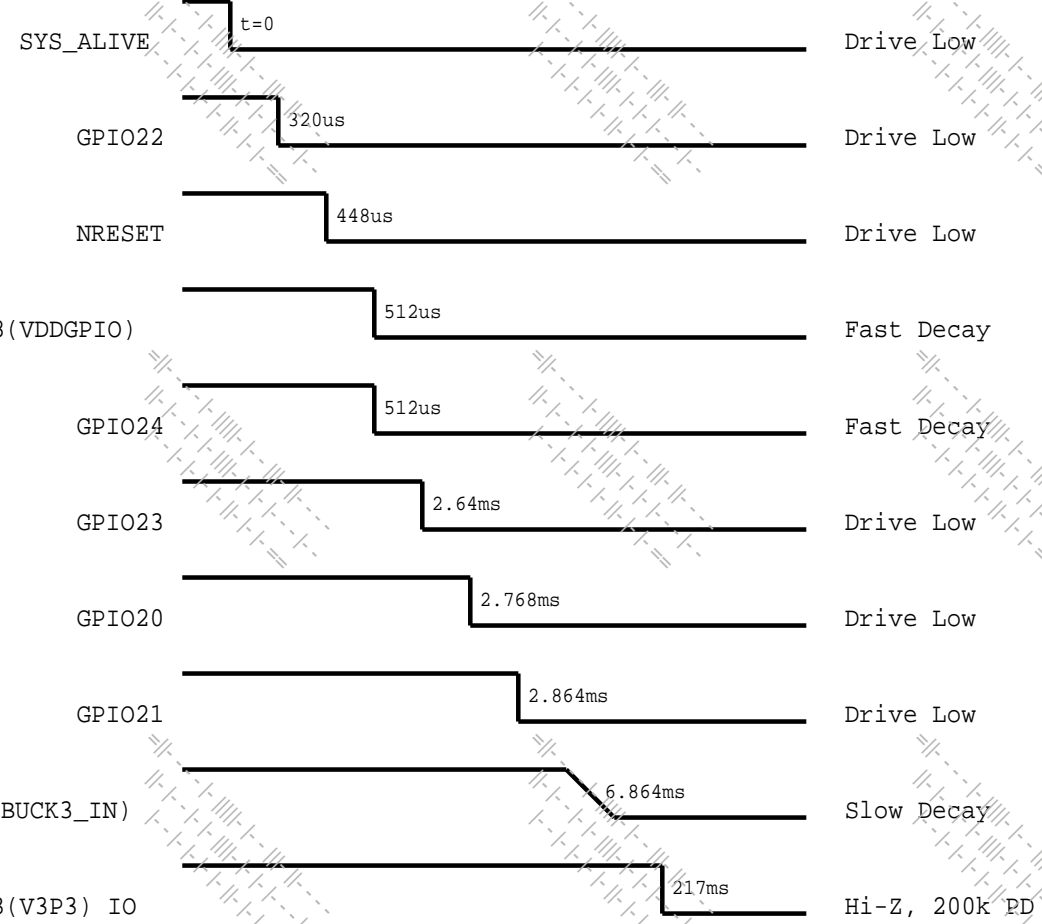 t=0
SYS_ALIVE Drive Low
320us
GPIO22 Drive Low
448us
NRESET Drive Low
512us
(VDDGPIO) Fast Decay
512us
GPIO24 Fast Decay
2.64ms
GPIO23 Drive Low
2.768ms
GPIO20 Drive Low
2.864ms
GPIO21 Drive Low
6.864ms
BUCK3_IN) Slow Decay
217ms
(V3P3) IO Hi-Z, 200k PD